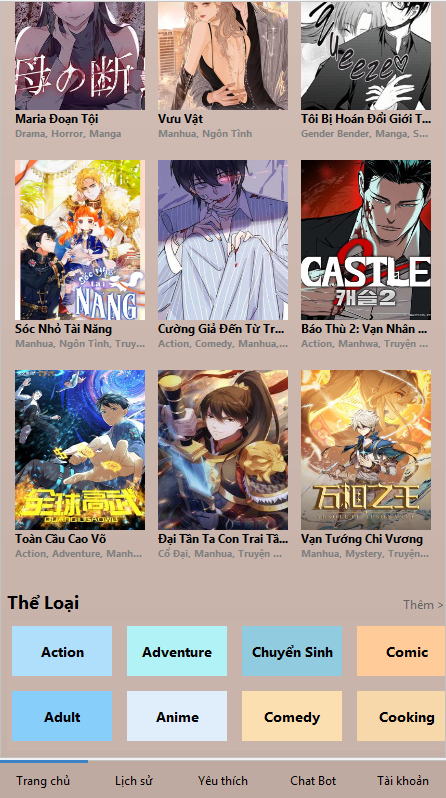 母の断
queeze♡
Maria Đoạn Tội
Vưu Vật
Tôi Bị Hoán Đổi Giới T...
Drama, Horror, Manga
Manhua, Ngôn Tình
Gender Bender, Manga, S...
NANG
CASTLE
캐슬2
Sóc Nhỏ Tài Năng
Cường Giả Đến Từ Tr...
Báo Thù 2: Vạn Nhân ...
Manhua, Ngôn Tình, Truy...
Action, Comedy, Manhua,...
Action, Manhwa, Truyện ...
全球高武
QUANQIUGAOWU
万相之王
Toàn Cầu Cao Võ
Đại Tần Ta Con Trai Tầ...
Vạn Tướng Chi Vương
Action, Adventure, Manh...
Cổ Đại, Manhua, Truyện ...
Manhua, Mystery, Truyện...
Thể Loại
Thêm >
Action
Adventure
Chuyển Sinh
Comic
Adult
Anime
Comedy
Cooking
Trang chủ
Lịch sử
Yêu thích
Chat Bot
Tài khoản